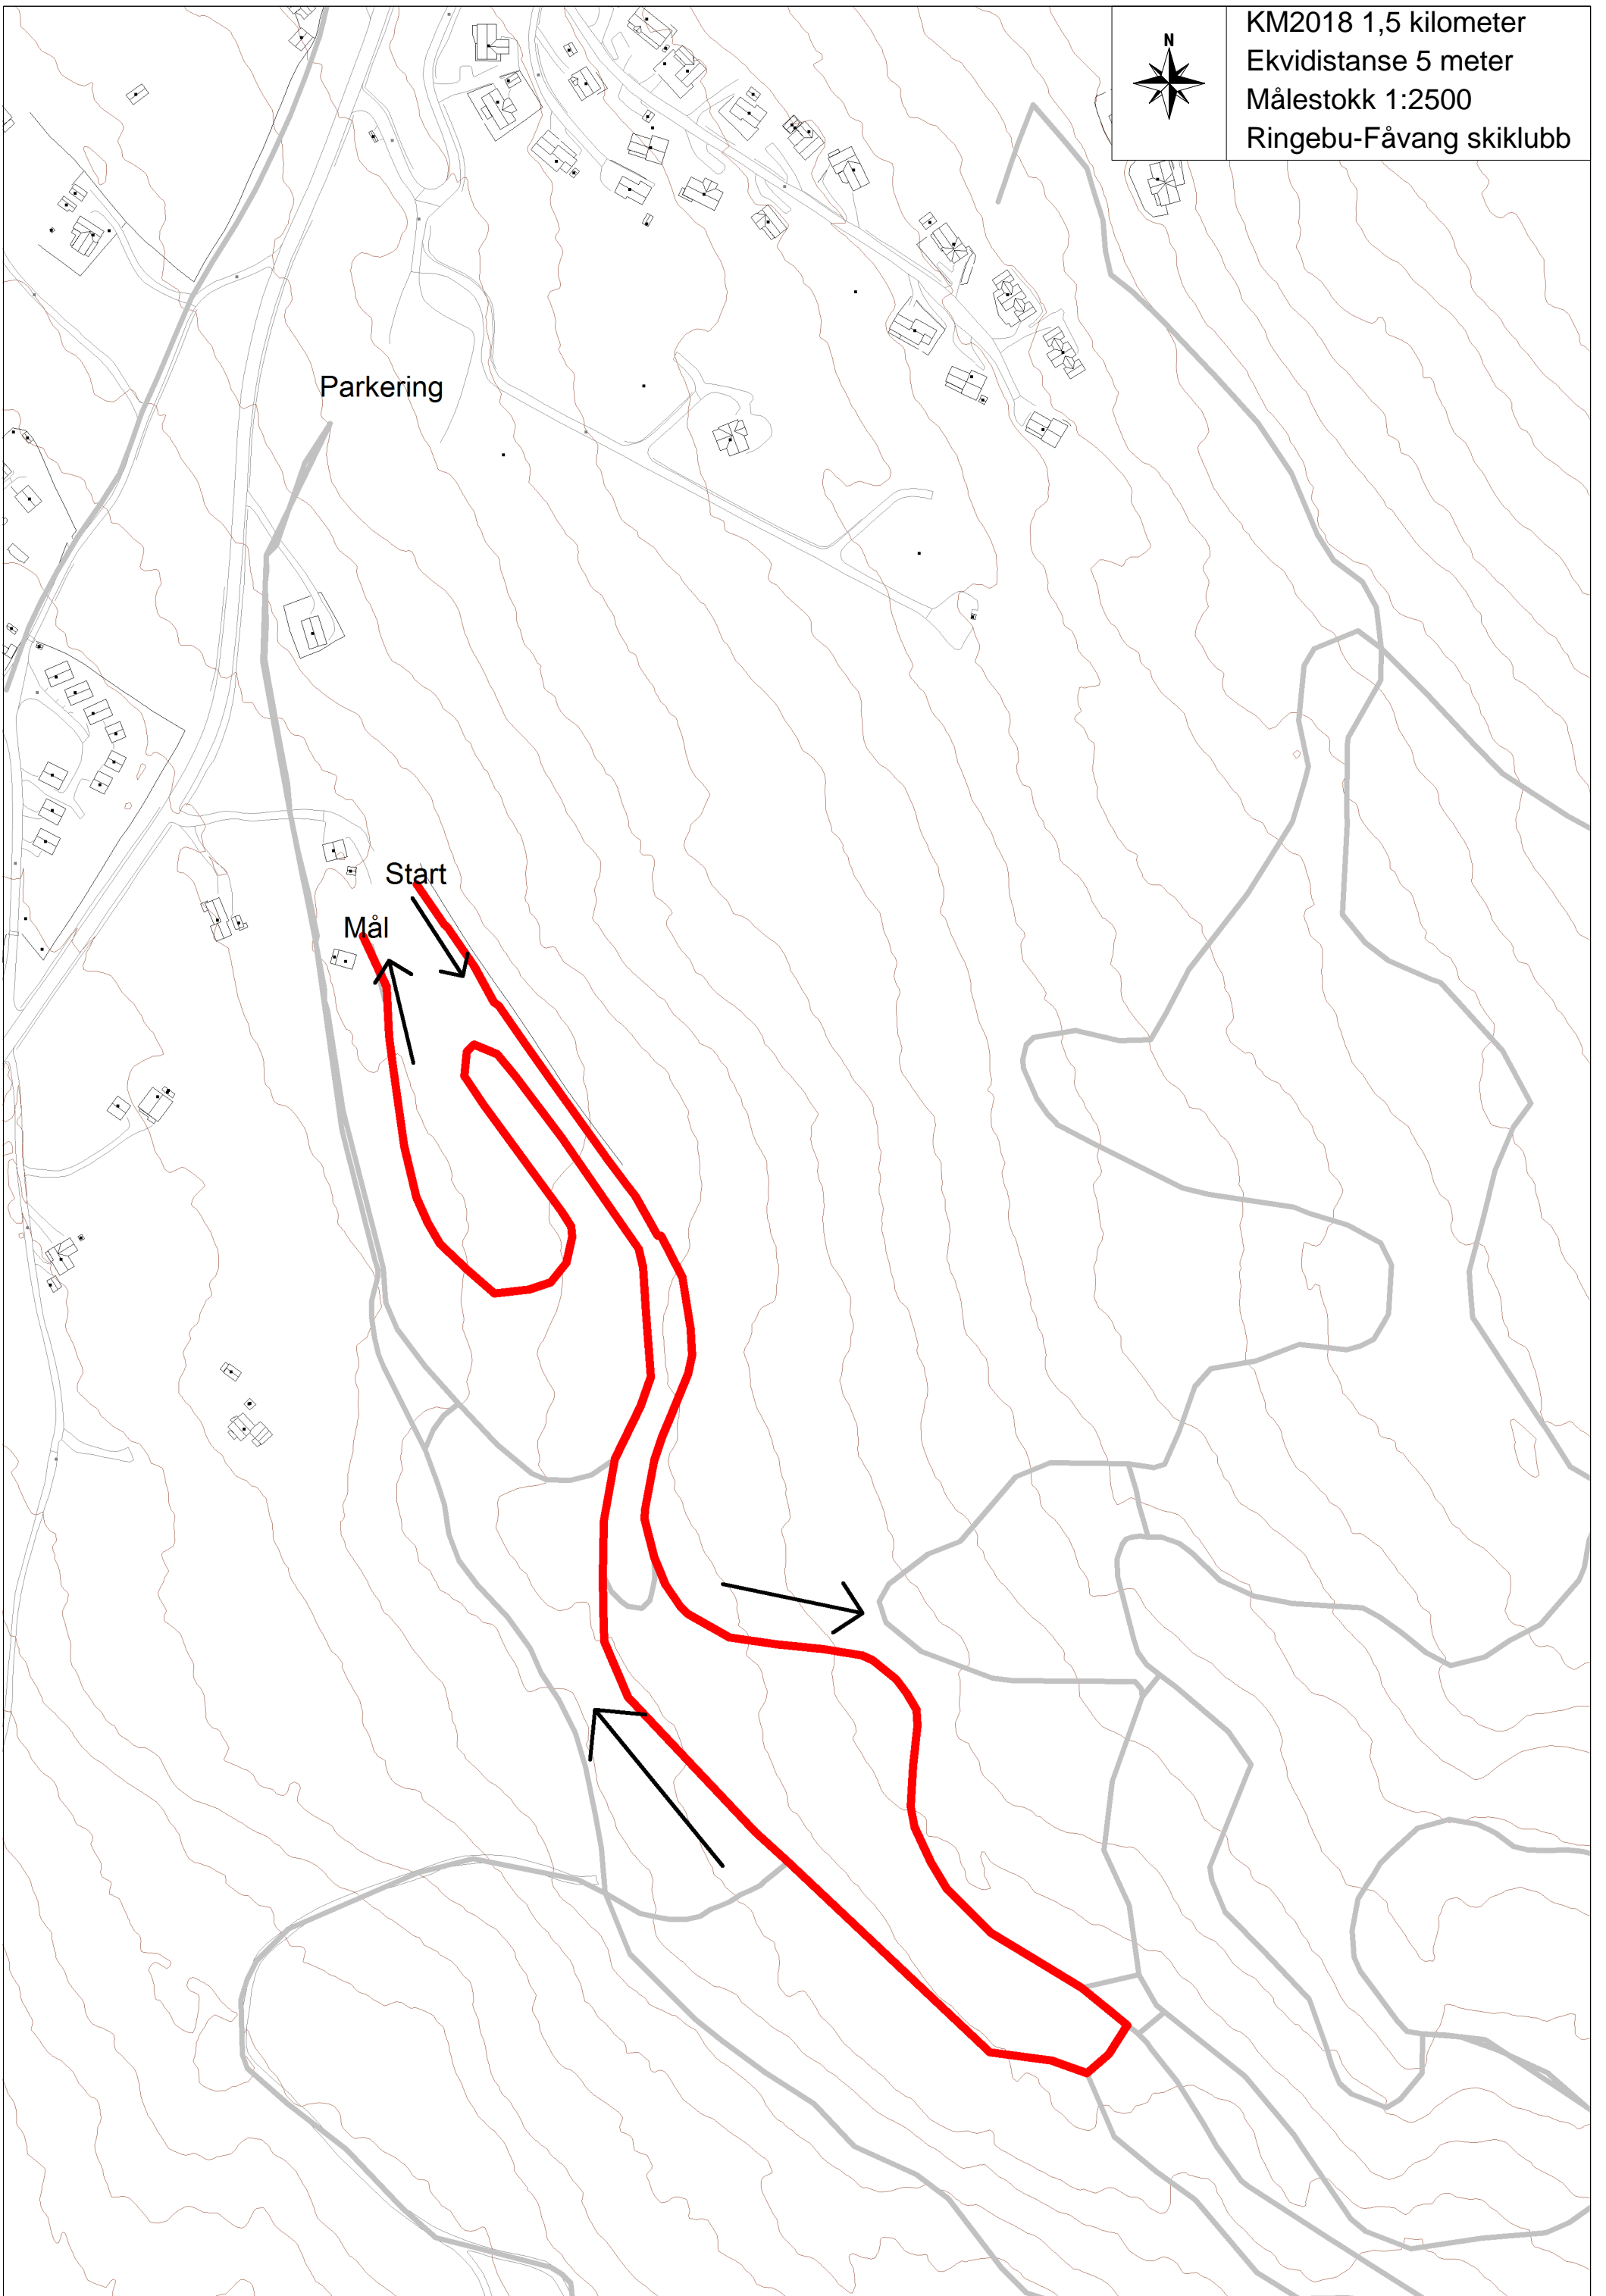 N
KM2018 1,5 kilometer
Ekvidistanse 5 meter
Målestokk 1:2500
Ringebu-Fåvang skiklubb
Parkering
Start
Mål